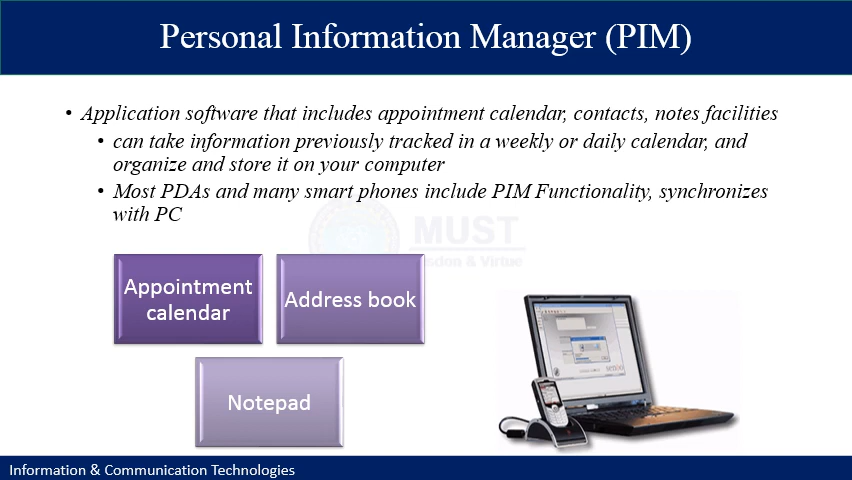 Personal Information Manager (PIM)
• Application software that includes appointment calendar, contacts, notes facilities
• can take information previously tracked in a weekly or daily calendar, and
organize and store it on your computer
• Most PDAs and many smart phones include PIM Functionality, synchronizes
with PC
MUST
& Virtue
Appointment
calendar
Address book
Notepad
Information & Communication Technologies